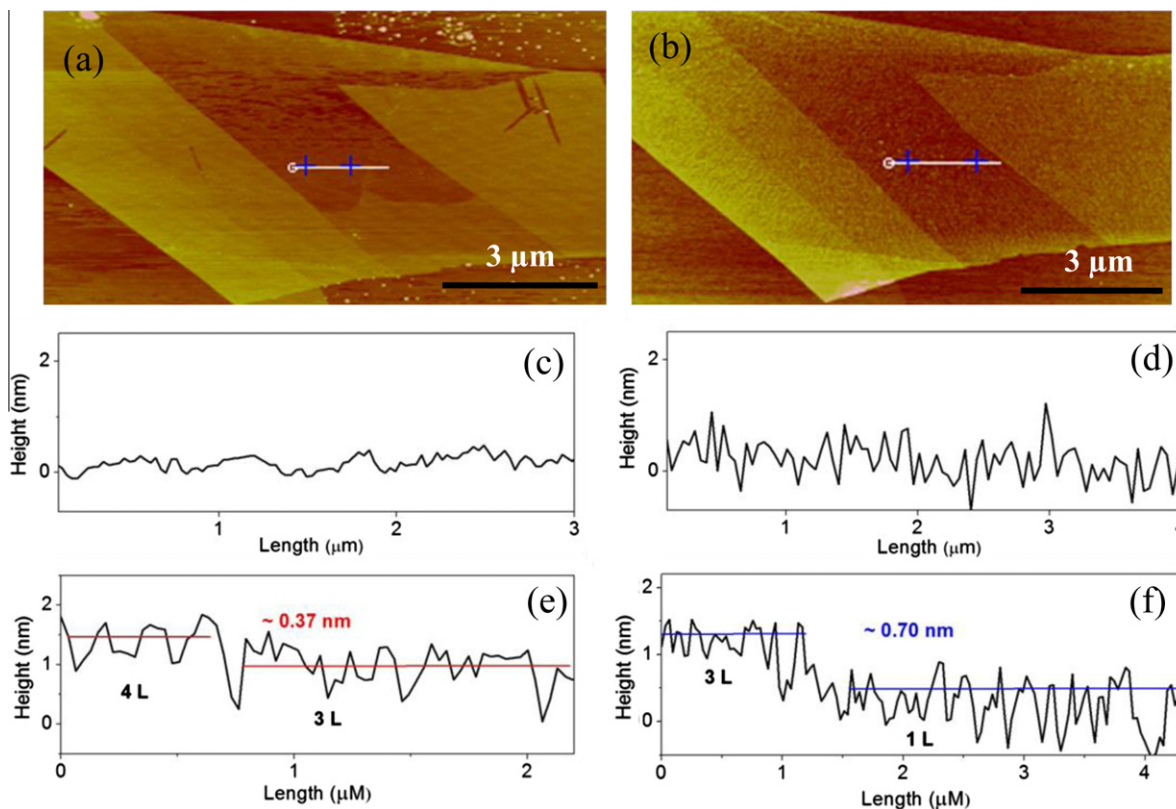 (a)
3 µm
(b)
3 µm
(c)
Height (nm)
2
0
1
2
3
Length (µm)
(d)
Height (nm)
2
0
1
2
3
Length (µm)
(e)
Height (nm)
2
1
0
~ 0.37 nm
4 L
3 L
0
1
2
Length (µM)
(f)
Height (nm)
2
1
0
~ 0.70 nm
3 L
1 L
0
1
2
3
4
Length (µM)